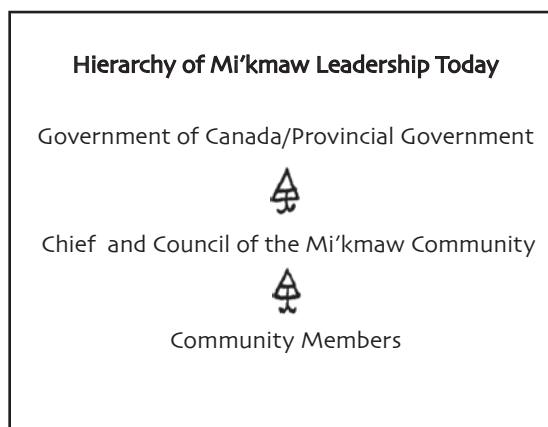 Hierarchy of Mi’kmaw Leadership Today
Government of Canada/Provincial Government
Chief and Council of the Mi’kmaw Community
Community Members